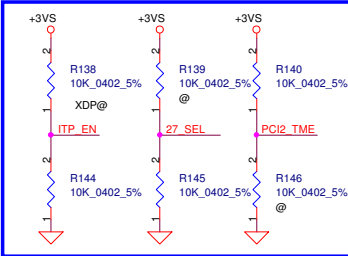 +3VS +3VS +3VS
2 2 2
R138 R139 R140
10K_0402_5% 10K_0402_5% 10K_0402_5%
XDP@ @
1 1 1
ITP_EN 27_SEL PCI2_TME
2 2 2
R144 R145 R146
10K_0402_5% 10K_0402_5% 10K_0402_5%
@
1 1 1